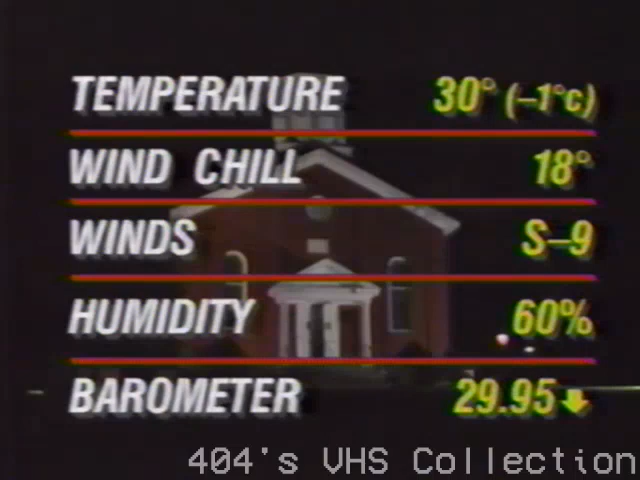 TEMPERATURE 30° (–1°c)
WIND CHILL 18°
WINDS S–9
HUMIDITY 60%
BAROMETER 29.95
404's VHS Collection